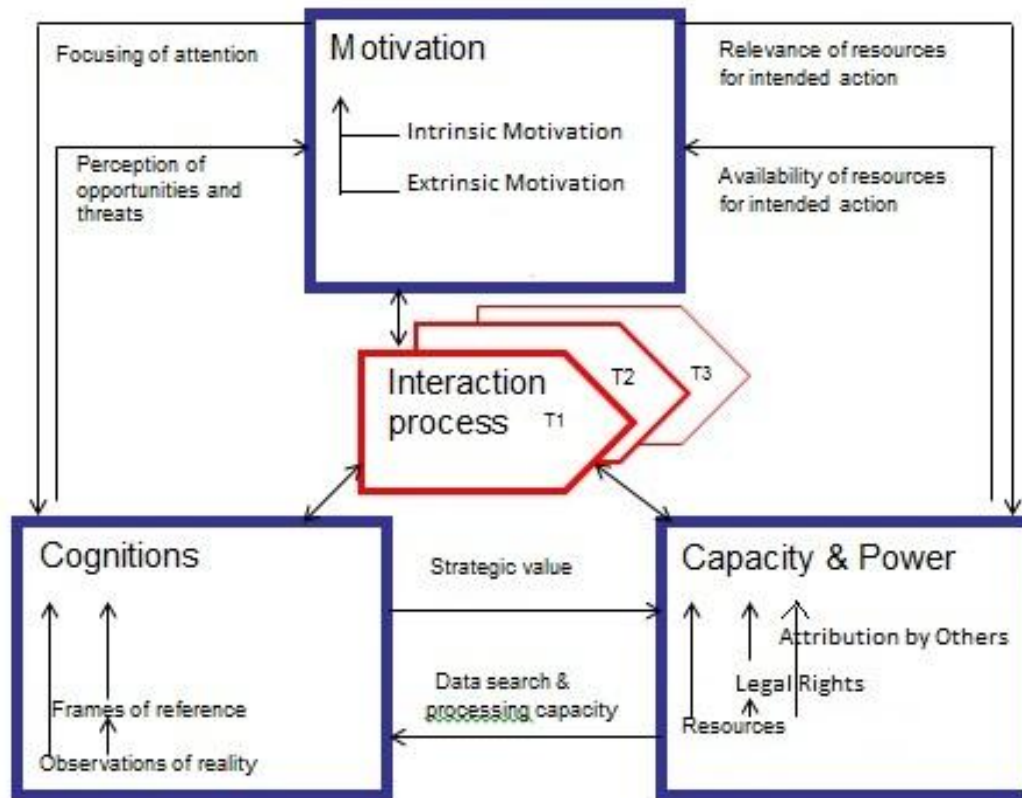 Motivation
Focusing of attention
Relevance of resources
for intended action
Intrinsic Motivation
Extrinsic Motivation
Perception of
opportunities and
threats
Availability of resources
for intended action
Interaction
process
T1
T2
T3
Cognitions
Frames of reference
Observations of reality
Strategic value
Data search &
processing capacity
Capacity & Power
Attribution by Others
Legal Rights
Resources